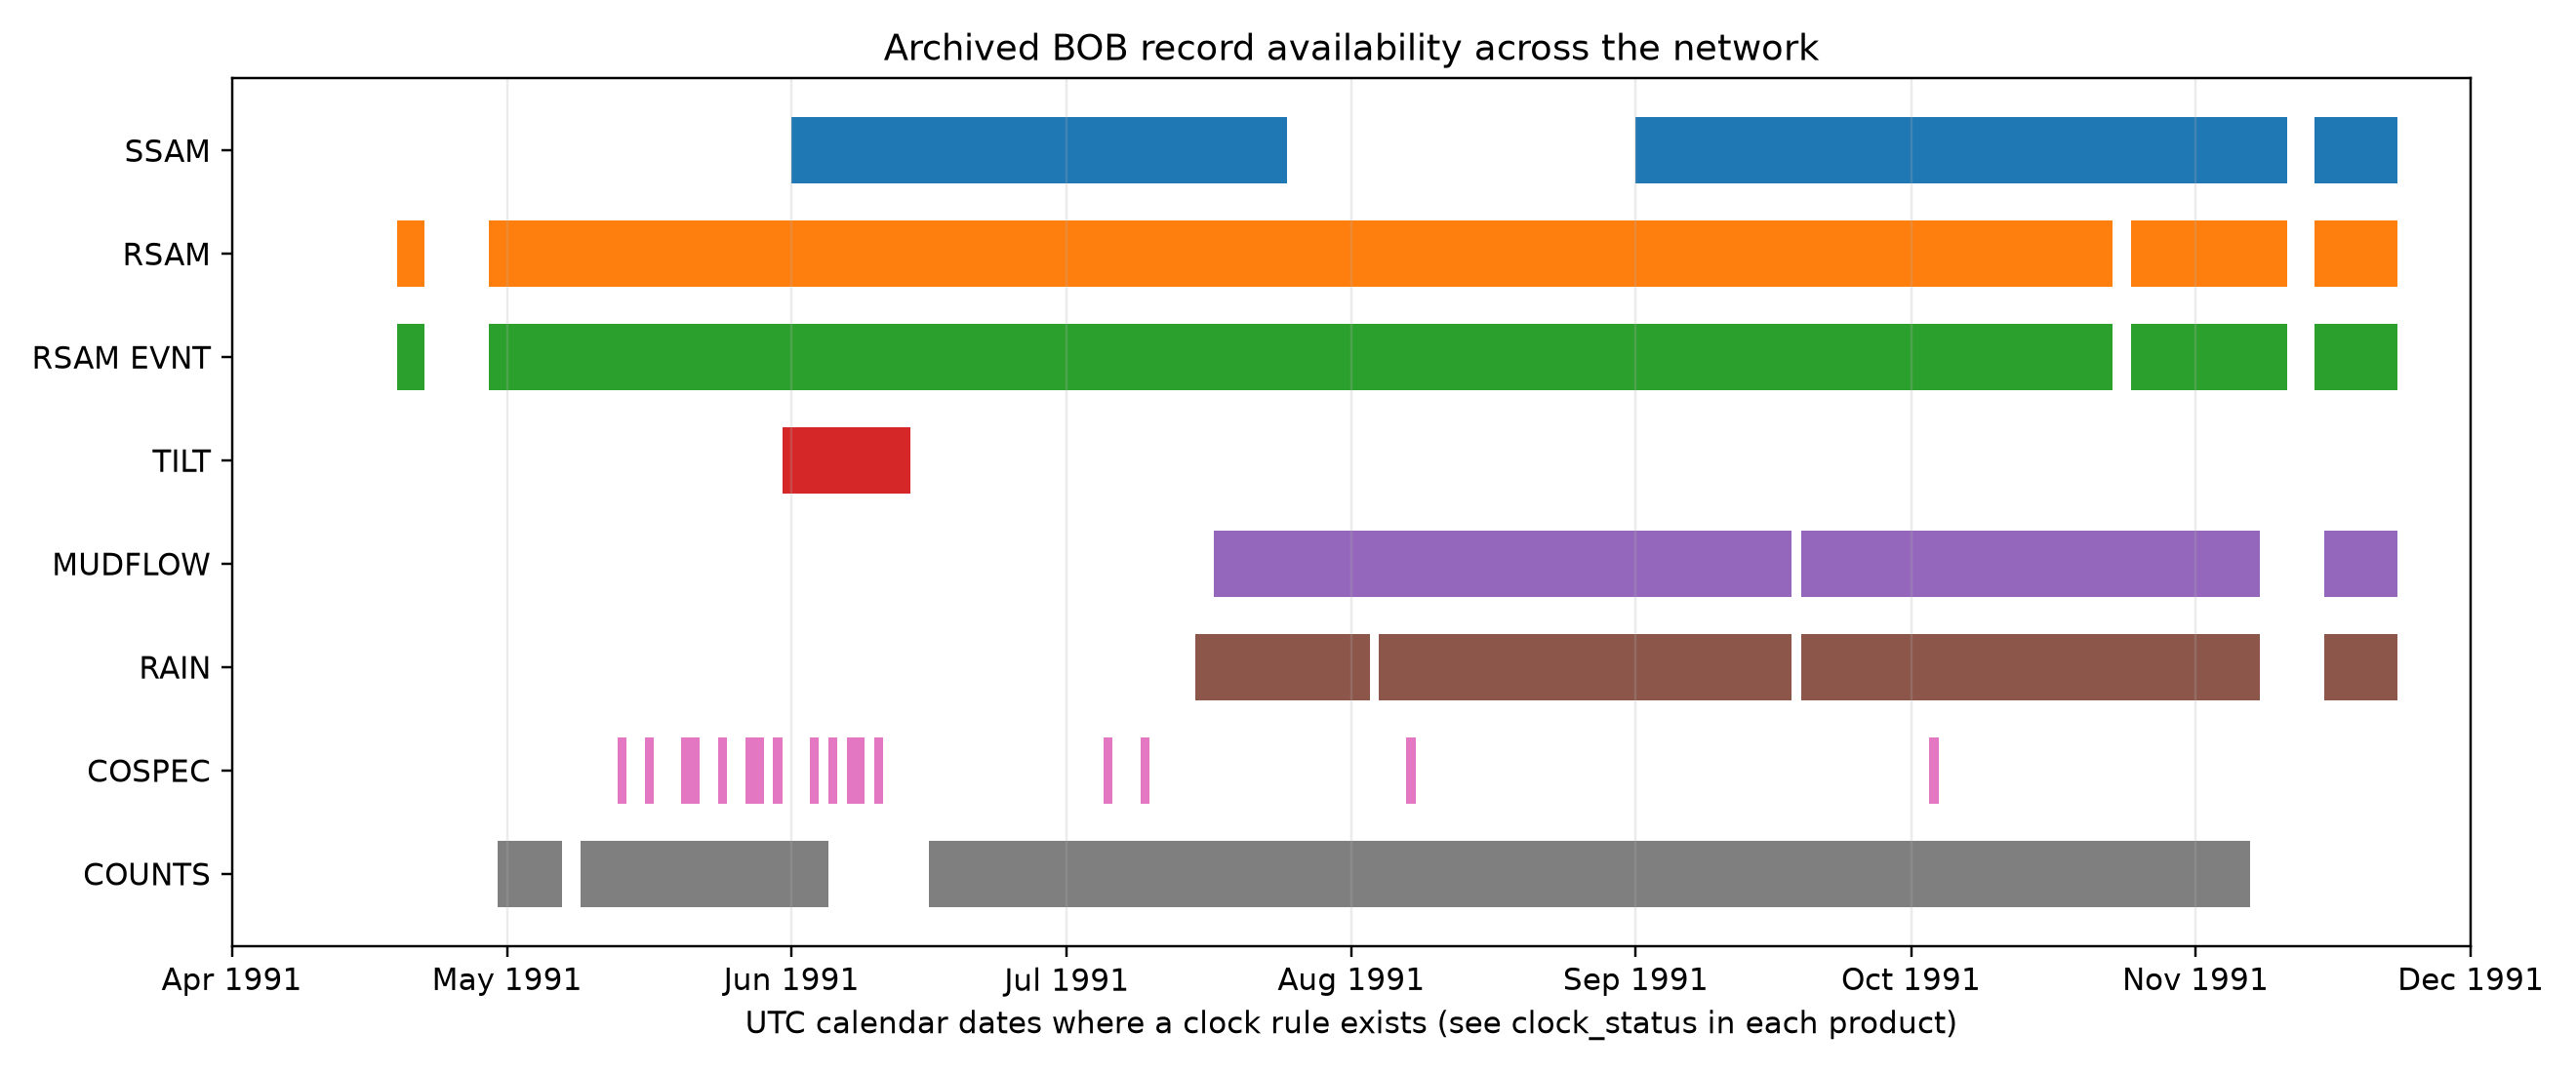 Archived BOB record availability across the network
SSAM
RSAM
RSAM EVNT
TILT
MUDFLOW
RAIN
COSPEC
COUNTS
Apr 1991 May 1991 Jun 1991 Jul 1991 Aug 1991 Sep 1991 Oct 1991 Nov 1991 Dec 1991
UTC calendar dates where a clock rule exists (see clock_status in each product)